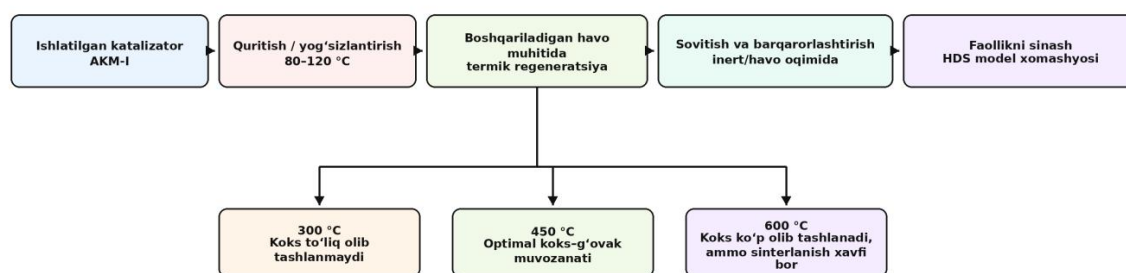 Ishlatilgan katalizator
AKM-I
Quritish / yog‘sizlantirish
80–120 °C
Boshqariladigan havo
muhitida
termik regeneratsiya
Sovitish va barqarorlashtirish
inert/havo oqimida
Faollikni sinash
HDS model xomashyosi
300 °C
Koks to‘liq olib
tashlanmaydi
450 °C
Optimal koks–g‘ovak
muvozanati
600 °C
Koks ko‘p olib tashlanadi,
ammo sinterlanish xavfi
bor